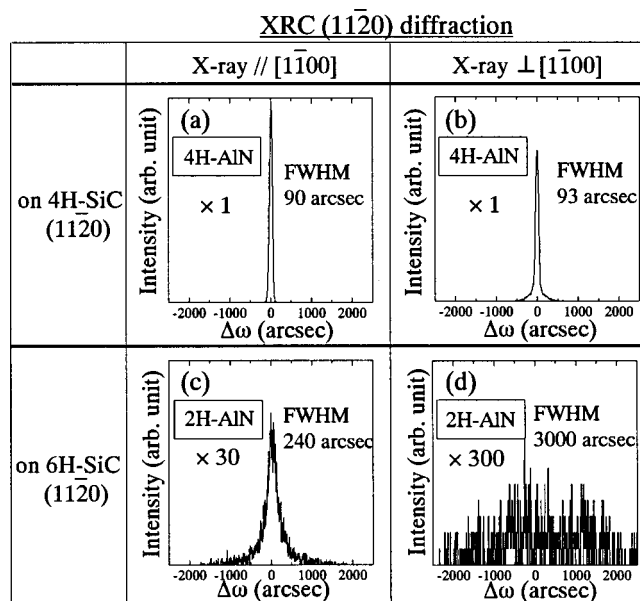 XRC (112̄0) diffraction
X-ray // [11̄00]
X-ray ⊥ [11̄00]
on 4H-SiC
(112̄0)
(a)
4H-AlN
× 1
FWHM
90 arcsec
Intensity (arb. unit)
-2000 -1000 0 1000 2000
Δω (arcsec)
(b)
4H-AlN
× 1
FWHM
93 arcsec
Intensity (arb. unit)
-2000 -1000 0 1000 2000
Δω (arcsec)
on 6H-SiC
(112̄0)
(c)
2H-AlN
× 30
FWHM
240 arcsec
Intensity (arb. unit)
-2000 -1000 0 1000 2000
Δω (arcsec)
(d)
2H-AlN
× 300
FWHM
3000 arcsec
Intensity (arb. unit)
-2000 -1000 0 1000 2000
Δω (arcsec)